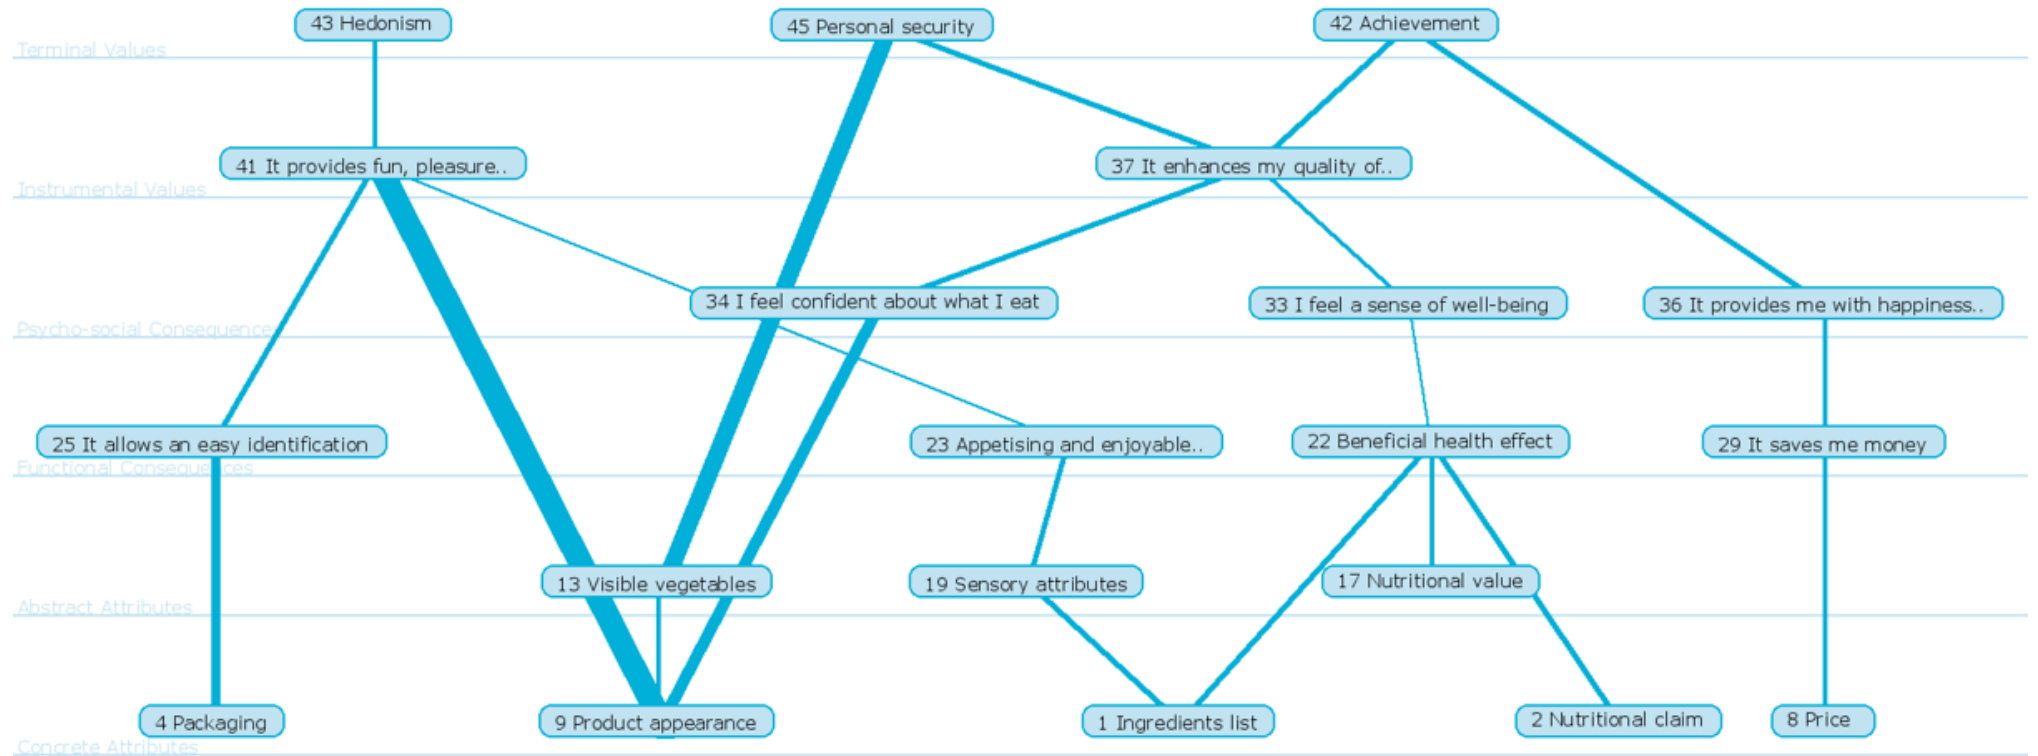 43 Hedonism
45 Personal security
42 Achievement
Terminal Values
41 It provides fun, pleasure..
37 It enhances my quality of..
Instrumental Values
34 I feel confident about what I eat
33 I feel a sense of well-being
36 It provides me with happiness..
Psycho-social Consequences
25 It allows an easy identification
23 Appetising and enjoyable..
22 Beneficial health effect
29 It saves me money
Functional Consequences
13 Visible vegetables
19 Sensory attributes
17 Nutritional value
Abstract Attributes
4 Packaging
9 Product appearance
1 Ingredients list
2 Nutritional claim
8 Price
Concrete Attributes